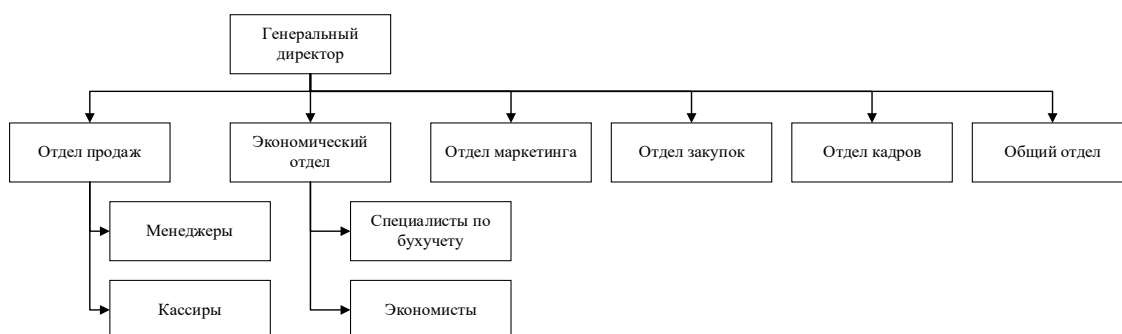 Генеральный
директор
Отдел продаж
Экономический
отдел
Отдел маркетинга
Отдел закупок
Отдел кадров
Общий отдел
Менеджеры
Специалисты по
бухучету
Кассиры
Экономисты